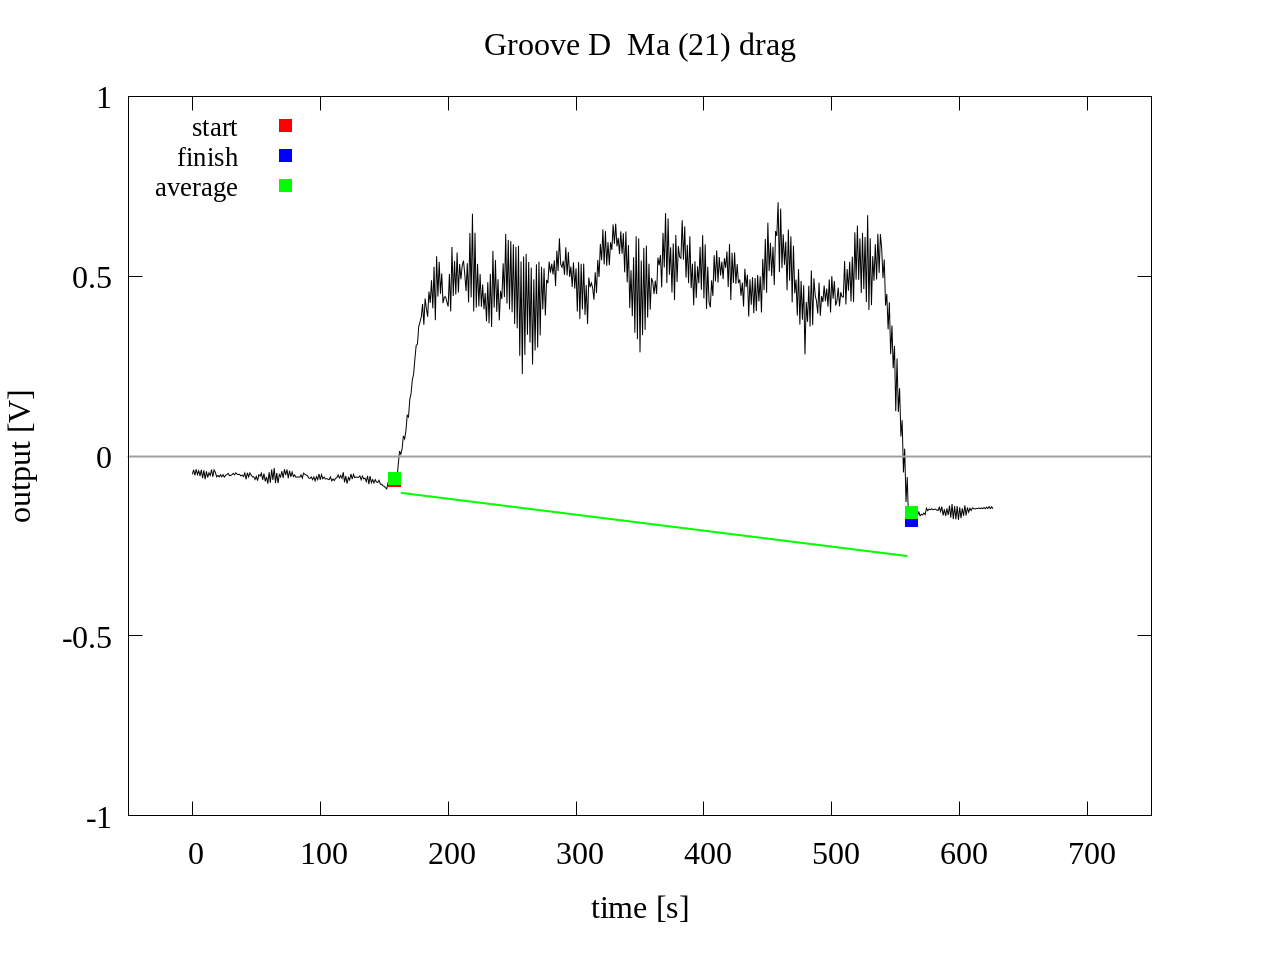 Groove D  Ma (21) drag
start
finish
average
1
0.5
0
-0.5
-1
output [V]
0 100 200 300 400 500 600 700
time [s]